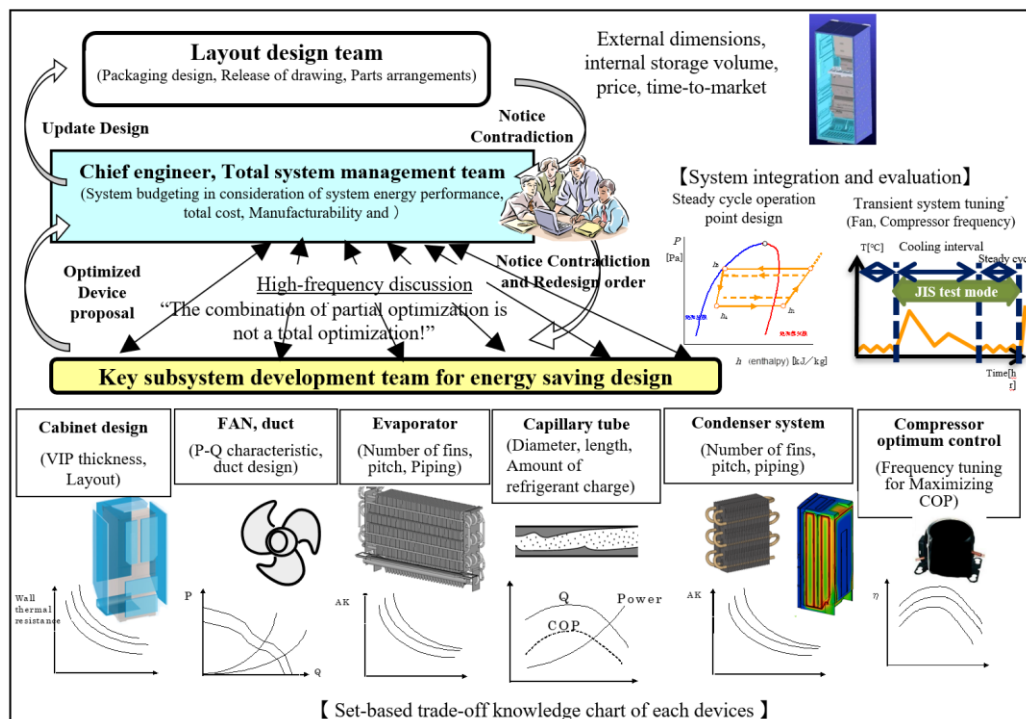 Layout design team
(Packaging design, Release of drawing, Parts arrangements)
External dimensions,
internal storage volume,
price, time-to-market
Update Design
Notice
Contradiction
Chief engineer, Total system management team
(System budgeting in consideration of system energy performance,
total cost, Manufacturability and )
【System integration and evaluation】
Steady cycle operation
point design
Transient system tuning*
(Fan, Compressor frequency)
P
[Pa]
h₂
h₄
h₁
h (enthalpy) [kJ/kg]
T[°C]
Cooling interval
Steady cyc
JIS test mode
Time[h
r]
Optimized
Device
proposal
High-frequency discussion
“The combination of partial optimization is
not a total optimization!”
Notice Contradiction
and Redesign order
Key subsystem development team for energy saving design
Cabinet design
(VIP thickness,
Layout)
FAN, duct
(P-Q characteristic,
duct design)
Evaporator
(Number of fins,
pitch, Piping)
Capillary tube
(Diameter, length,
Amount of
refrigerant charge)
Condenser system
(Number of fins,
pitch, piping)
Compressor
optimum control
(Frequency tuning
for Maximizing
COP)
Wall
thermal
resistance
P
Q
AK
Q
Power
COP
AK
η
【 Set-based trade-off knowledge chart of each devices 】